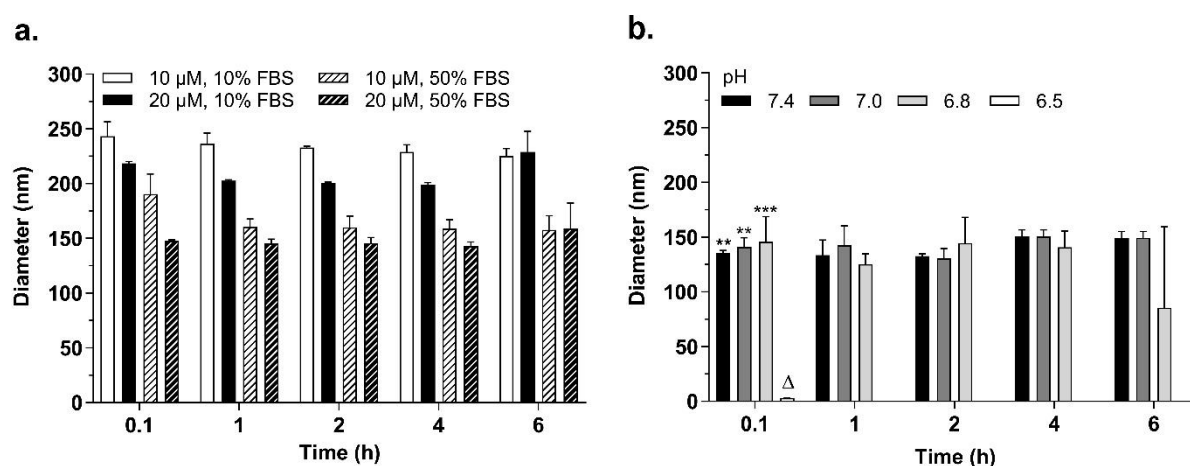 a.
300
250
200
150
100
50
0
Diameter (nm)
10 µM, 10% FBS
10 µM, 50% FBS
20 µM, 10% FBS
20 µM, 50% FBS
0.1 1 2 4 6
Time (h)
b.
300
250
200
150
100
50
0
Diameter (nm)
pH
7.4 7.0 6.8 6.5
** ** *** Δ
0.1 1 2 4 6
Time (h)